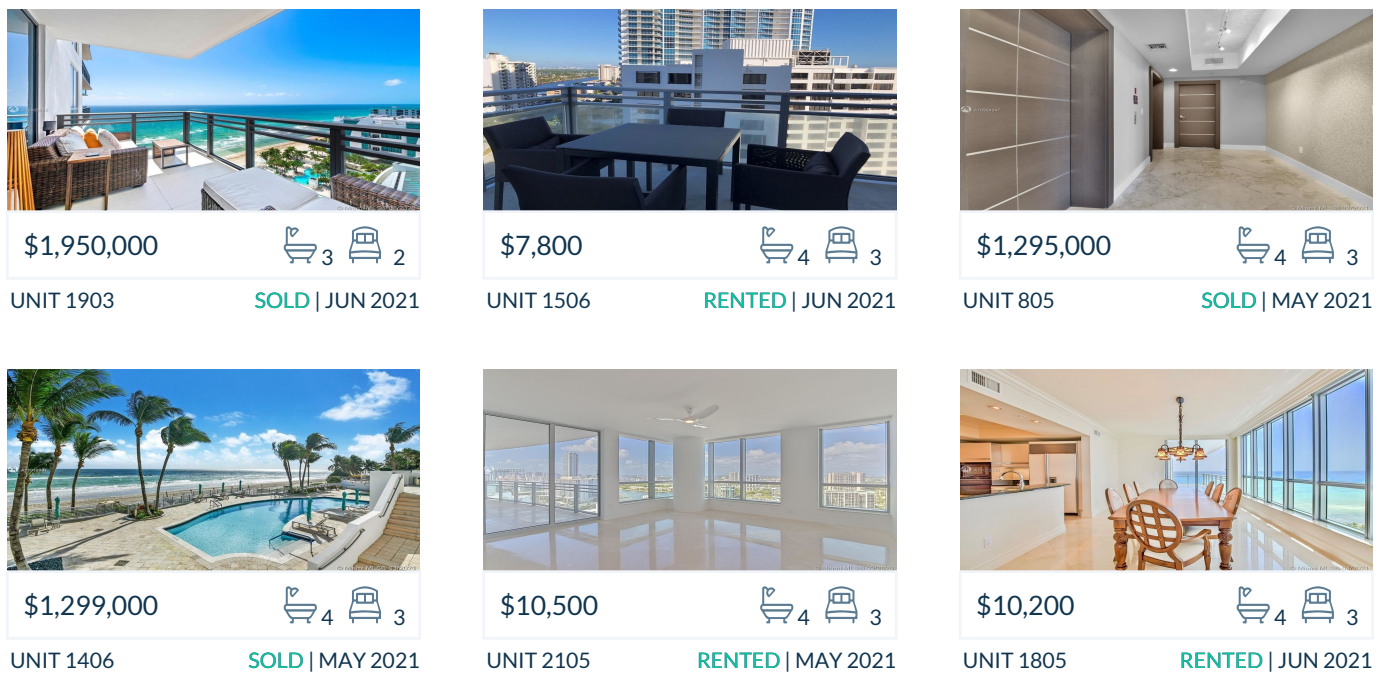 $1,950,000 3 2
UNIT 1903 SOLD | JUN 2021
$7,800 4 3
UNIT 1506 RENTED | JUN 2021
$1,295,000 4 3
UNIT 805 SOLD | MAY 2021
$1,299,000 4 3
UNIT 1406 SOLD | MAY 2021
$10,500 4 3
UNIT 2105 RENTED | MAY 2021
$10,200 4 3
UNIT 1805 RENTED | JUN 2021